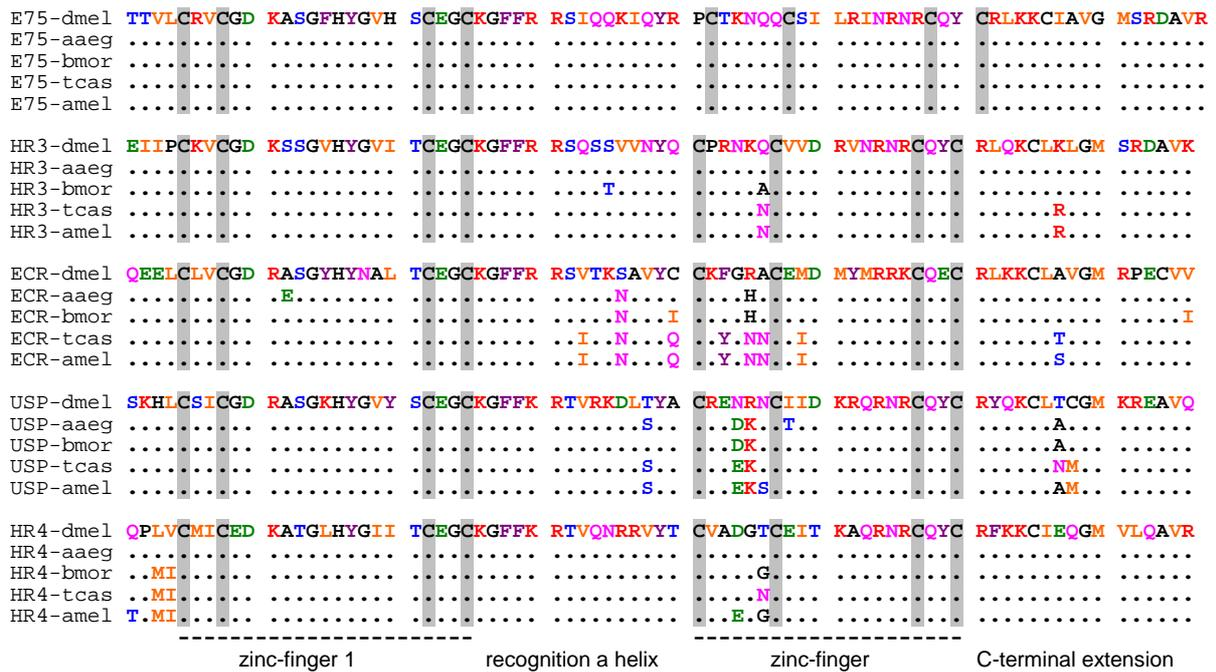 E75-dmel TTVLCRVCGD KASGFHYGVH SCEGCKGFFR RSIQQKIQYR PCTKNQQCSI LRINRNRCQY CRLKKCIAVG MSRDAVR
E75-aaeg .......... .......... .......... .......... .......... .......... .......... .......
E75-bmor .......... .......... .......... .......... .......... .......... .......... .......
E75-tcas .......... .......... .......... .......... .......... .......... .......... .......
E75-amel .......... .......... .......... .......... .......... .......... .......... .......
HR3-dmel EIIPCKVCGD KSSGVHYGVI TCEGCKGFFR RSQSSVVNYQ CPRNKQCVVD RVNRNRCQYC RLQKCLKLGM SRDAVK
HR3-aaeg .......... .......... .......... .......... .......... .......... .......... ......
HR3-bmor .......... .......... .......... ....T..... .....A.... .......... .......... ......
HR3-tcas .......... .......... .......... .......... .....N.... .......... ......R... ......
HR3-amel .......... .......... .......... .......... .....N.... .......... ......R... ......
ECR-dmel QEELCLVCGD RASGYHYNAL TCEGCKGFFR RSVTKSAVYC CKFGRACEMD MYMRRKCQEC RLKKCLAVGM RPECVV
ECR-aaeg .......... .E........ .......... .....N.... ....H..... .......... .......... ......
ECR-bmor .......... .......... .......... .....N...I ....H..... .......... .......... .....I
ECR-tcas .......... .......... .......... ..I..N...Q ..Y.NN..I. .......... ......T... ......
ECR-amel .......... .......... .......... ..I..N...Q ..Y.NN..I. .......... ......S... ......
USP-dmel SKHLCSICGD RASGKHYGVY SCEGCKGFFK RTVRKDLTYA CRENRNCIID KRQRNRCQYC RYQKCLTCGM KREAVQ
USP-aaeg .......... .......... .......... .......S.. ...DK..T.. .......... ......A... ......
USP-bmor .......... .......... .......... .......... ...DK..... .......... ......A... ......
USP-tcas .......... .......... .......... .......S.. ...EK..... .......... ......NM.. ......
USP-amel .......... .......... .......... .......S.. ...EKS.... .......... ......AM.. ......
HR4-dmel QPLVCMICED KATGLHYGII TCEGCKGFFK RTVQNRRVYT CVADGTCEIT KAQRNRCQYC RFKKCIEQGM VLQAVR
HR4-aaeg .......... .......... .......... .......... .......... .......... .......... ......
HR4-bmor ..MI...... .......... .......... .......... .....G.... .......... .......... ......
HR4-tcas ..MI...... .......... .......... .......... .....N.... .......... .......... ......
HR4-amel T.MI...... .......... .......... .......... ...E.G.... .......... .......... ......
zinc-finger 1 recognition a helix zinc-finger C-terminal extension